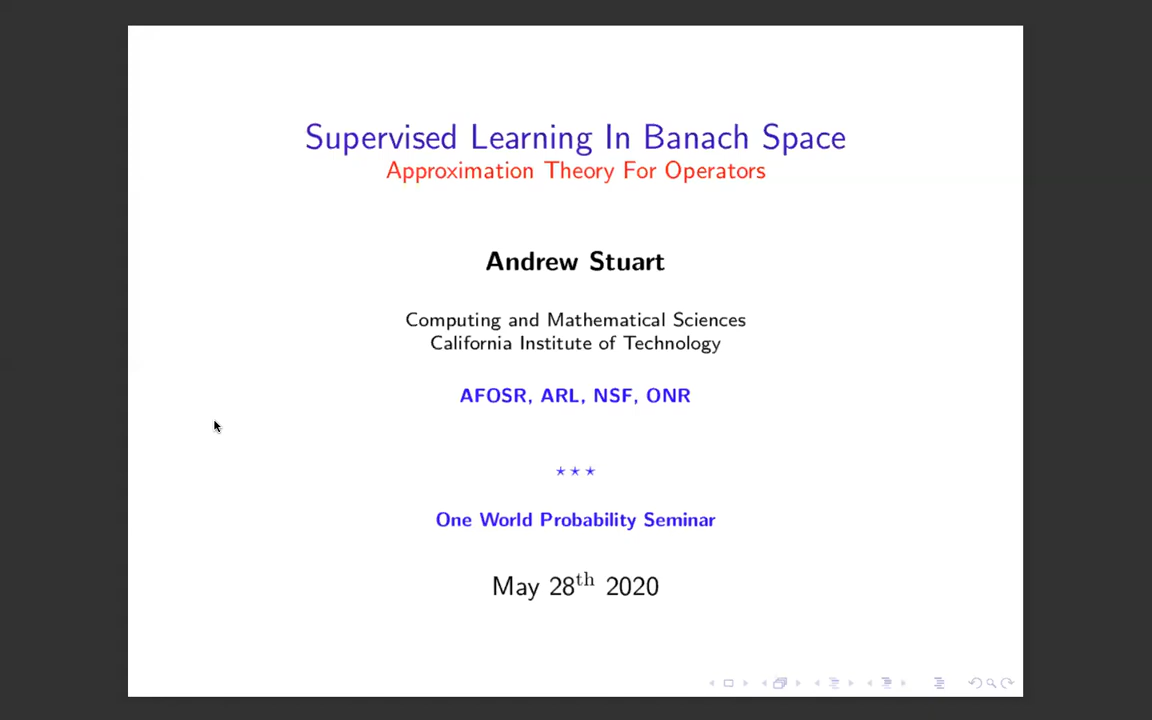 Supervised Learning In Banach Space
Approximation Theory For Operators
Andrew Stuart
Computing and Mathematical Sciences
California Institute of Technology
AFOSR, ARL, NSF, ONR
⋆ ⋆ ⋆
One World Probability Seminar
May 28th 2020